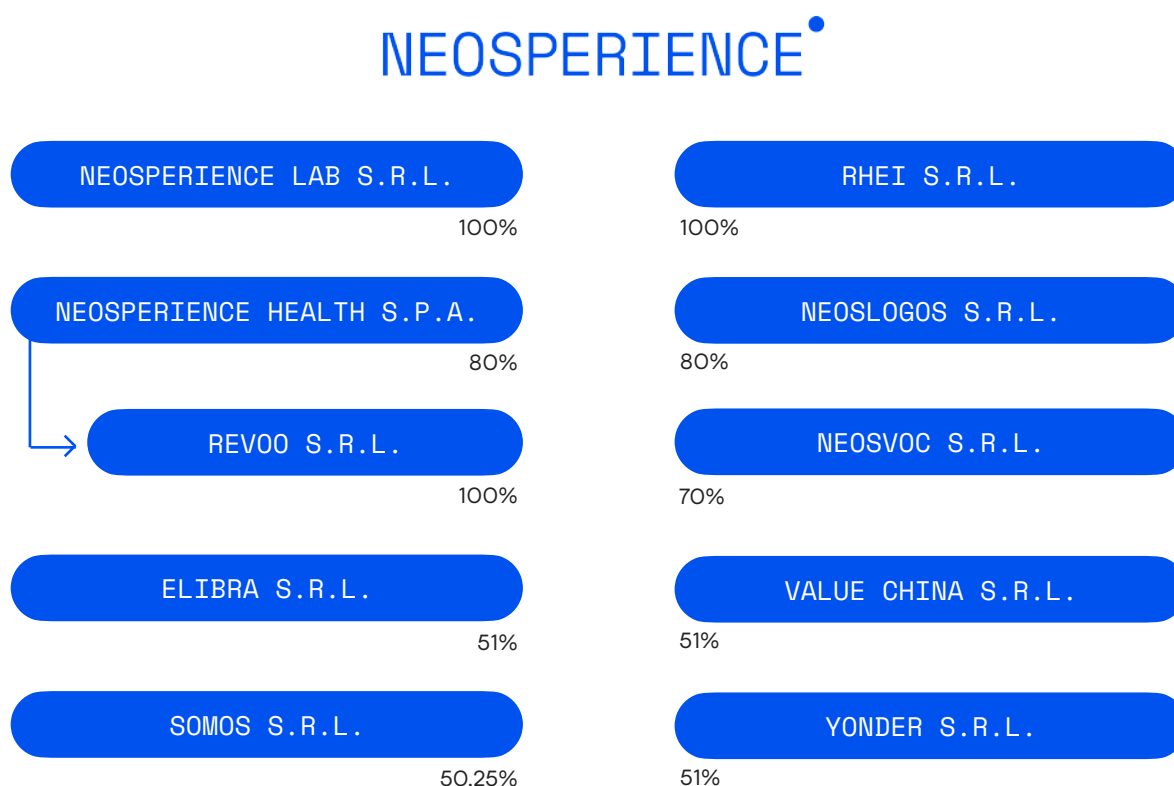 NEOSPERIENCE
NEOSPERIENCE LAB S.R.L.
100%
NEOSPERIENCE HEALTH S.P.A.
80%
REVOO S.R.L.
100%
ELIBRA S.R.L.
51%
SOMOS S.R.L.
50.25%
RHEI S.R.L.
100%
NEOSLOGOS S.R.L.
80%
NEOSVOC S.R.L.
70%
VALUE CHINA S.R.L.
51%
YONDER S.R.L.
51%